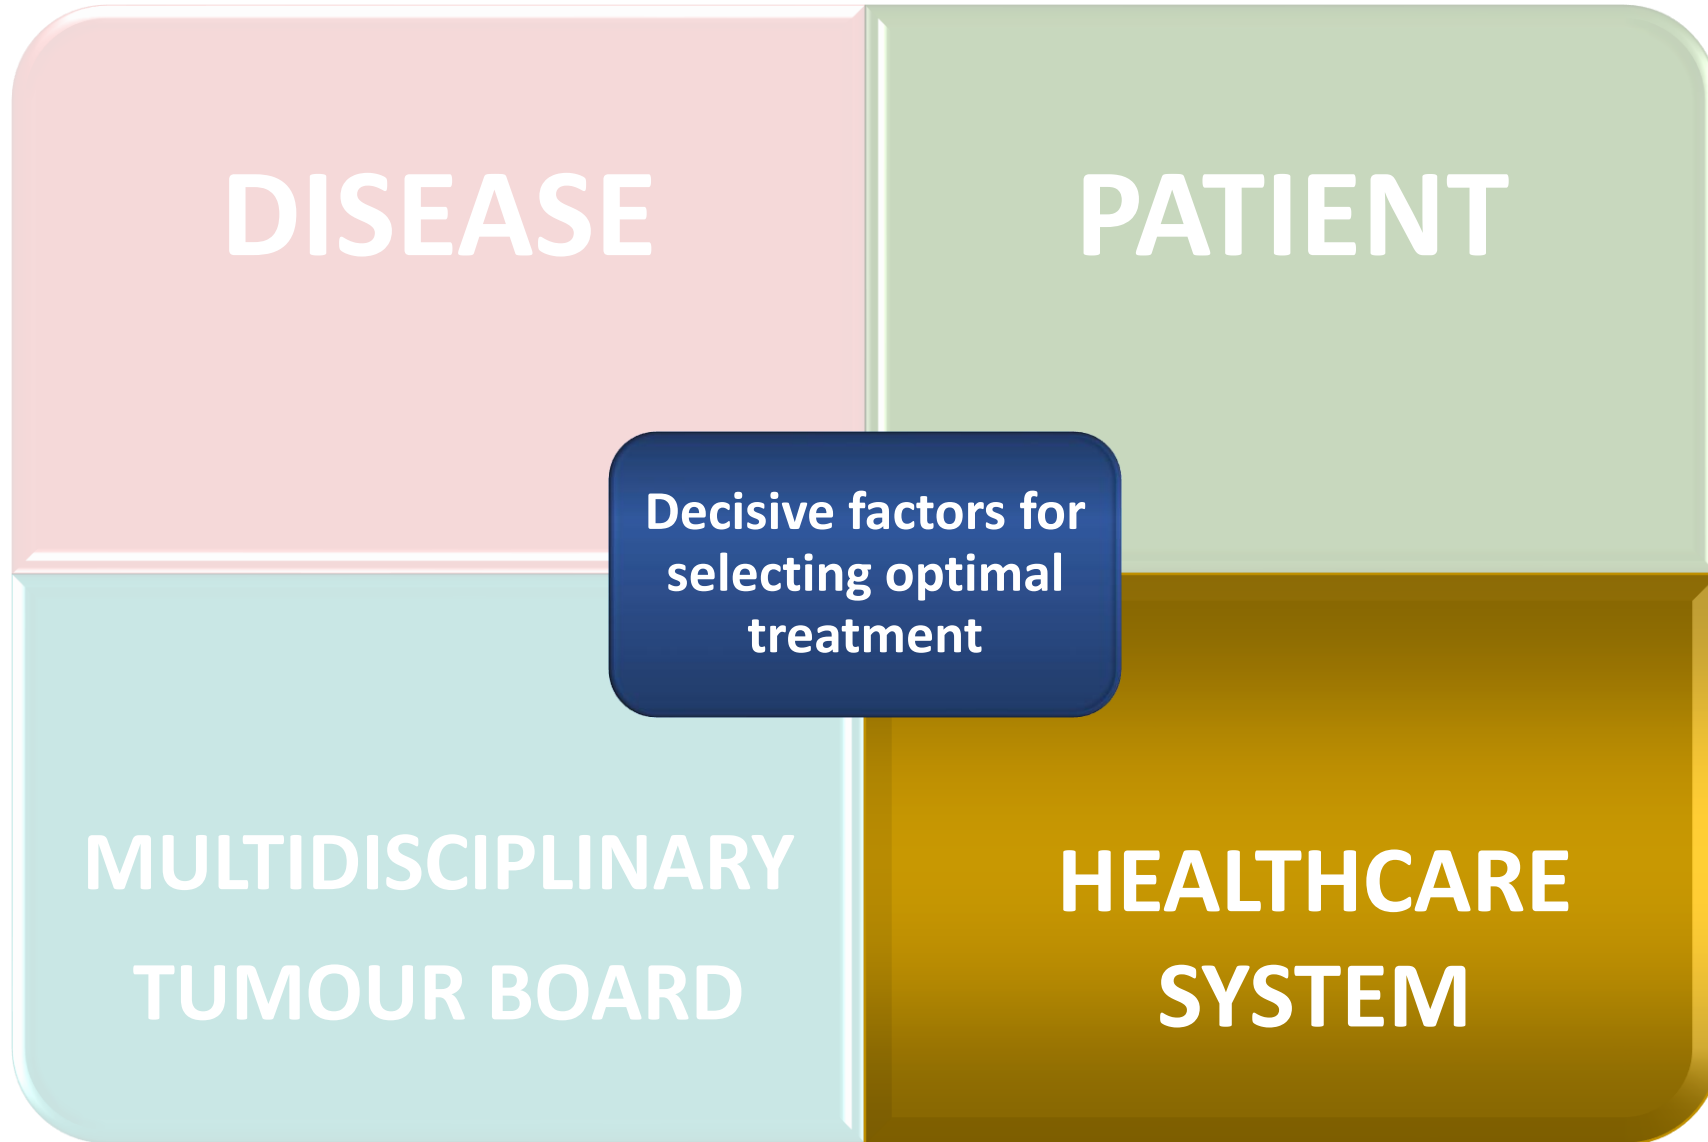 DISEASE
PATIENT
Decisive factors for
selecting optimal
treatment
MULTIDISCIPLINARY
TUMOUR BOARD
HEALTHCARE
SYSTEM